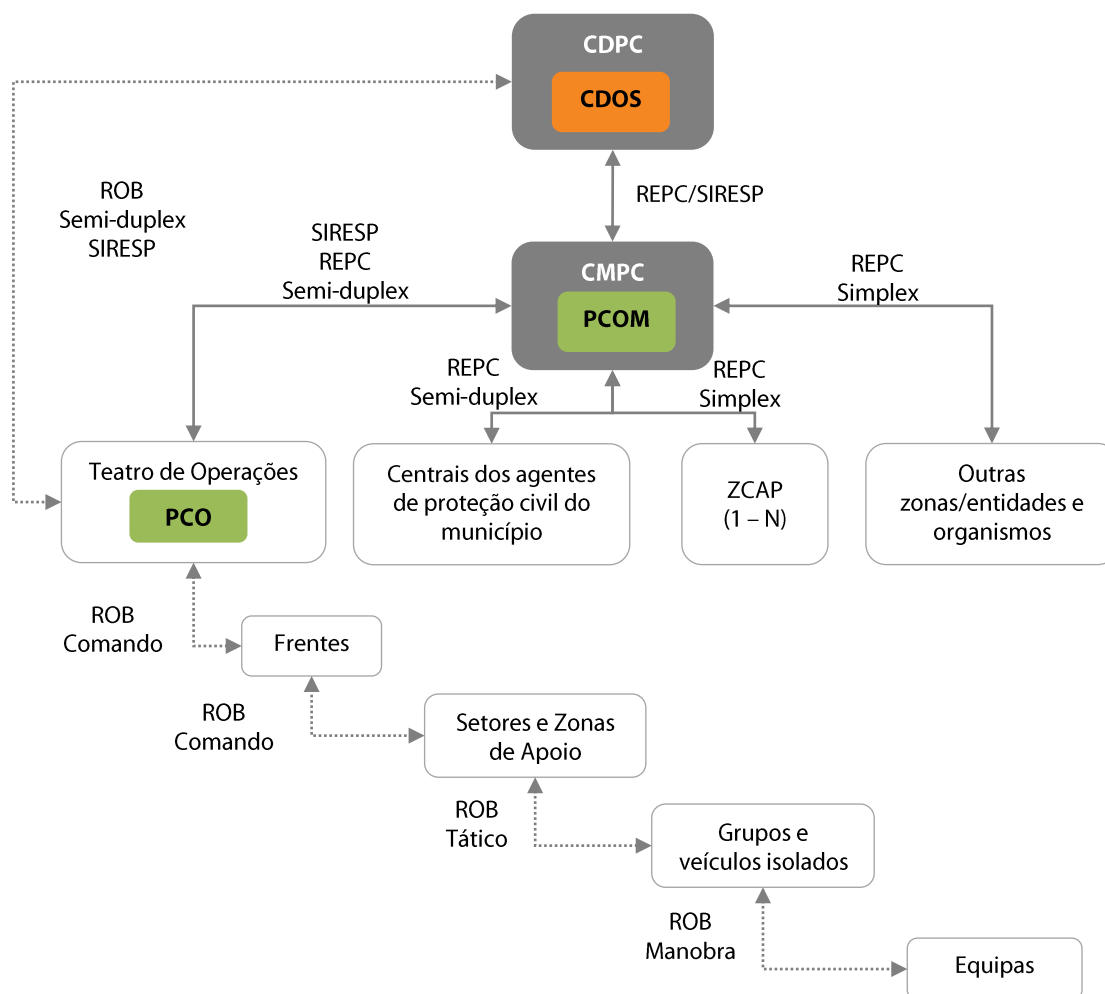 CDPC
CDOS
ROB
Semi-duplex
SIRESP
REPC/SIRESP
SIRESP
REPC
Semi-duplex
CMPC
PCOM
REPC
Simplex
REPC
Semi-duplex
REPC
Simplex
Teatro de Operações
PCO
Centrais dos agentes
de proteção civil do
município
ZCAP
(1 – N)
Outras
zonas/entidades e
organismos
ROB
Comando
Frentes
ROB
Comando
Setores e Zonas
de Apoio
ROB
Tático
Grupos e
veículos isolados
ROB
Manobra
Equipas